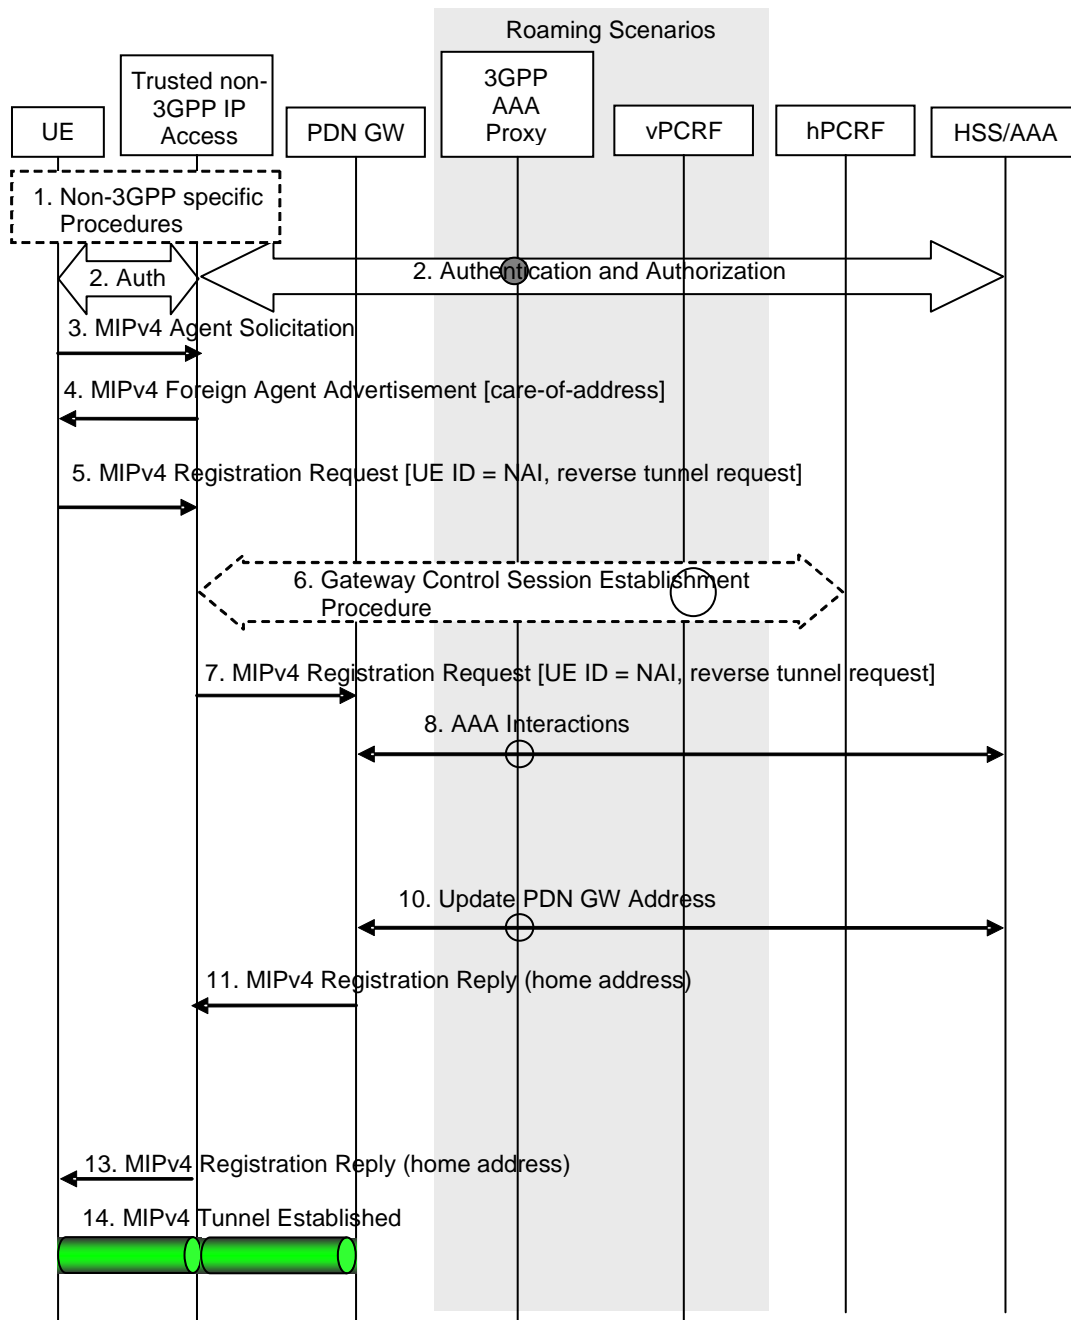 Roaming Scenarios
UE
Trusted non-
3GPP IP
Access
PDN GW
3GPP
AAA
Proxy
vPCRF
hPCRF
HSS/AAA
1. Non-3GPP specific
Procedures
2. Auth
2. Authentication and Authorization
3. MIPv4 Agent Solicitation
4. MIPv4 Foreign Agent Advertisement [care-of-address]
5. MIPv4 Registration Request [UE ID = NAI, reverse tunnel request]
6. Gateway Control Session Establishment
Procedure
7. MIPv4 Registration Request [UE ID = NAI, reverse tunnel request]
8. AAA Interactions
10. Update PDN GW Address
11. MIPv4 Registration Reply (home address)
13. MIPv4 Registration Reply (home address)
14. MIPv4 Tunnel Established